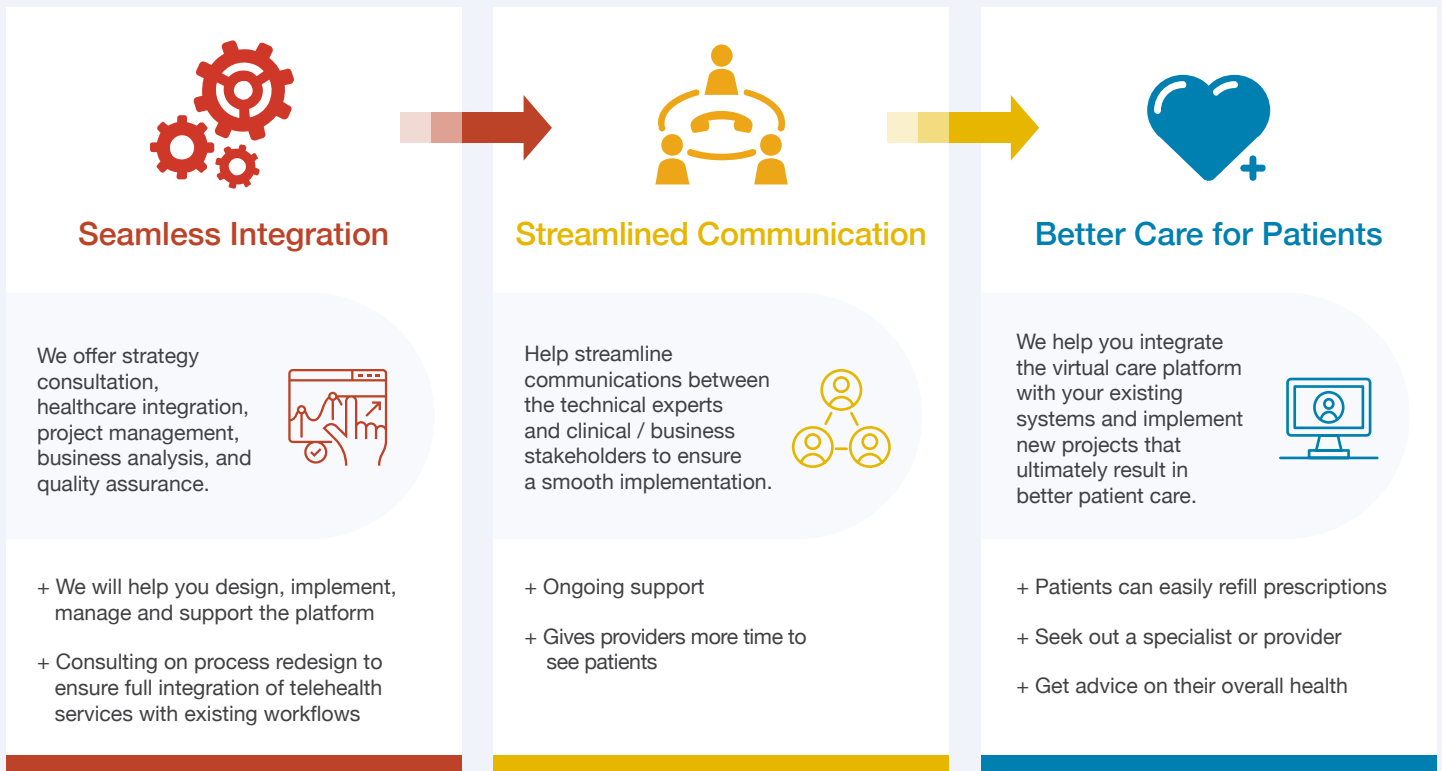 Seamless Integration
We offer strategy
consultation,
healthcare integration,
project management,
business analysis, and
quality assurance.
+ We will help you design, implement,
manage and support the platform
+ Consulting on process redesign to
ensure full integration of telehealth
services with existing workflows
Streamlined Communication
Help streamline
communications between
the technical experts
and clinical / business
stakeholders to ensure
a smooth implementation.
+ Ongoing support
+ Gives providers more time to
see patients
Better Care for Patients
We help you integrate
the virtual care platform
with your existing
systems and implement
new projects that
ultimately result in
better patient care.
+ Patients can easily refill prescriptions
+ Seek out a specialist or provider
+ Get advice on their overall health